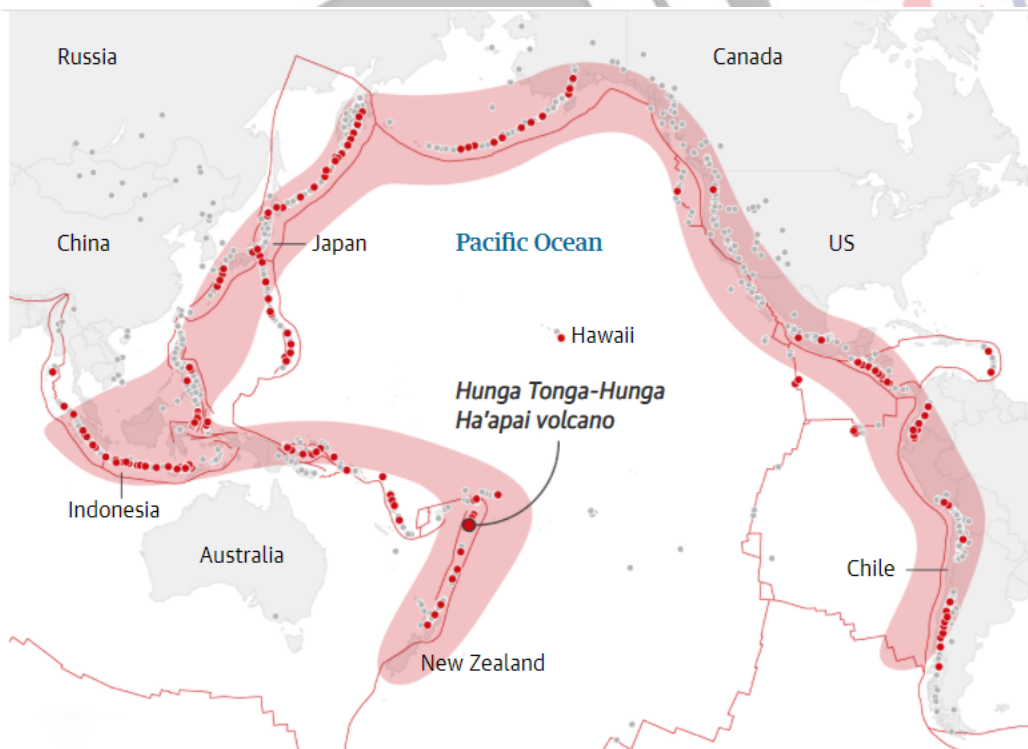 Russia
Canada
China
Japan
Pacific Ocean
US
Hawaii
Hunga Tonga-Hunga
Ha'apai volcano
Indonesia
Australia
Chile
New Zealand